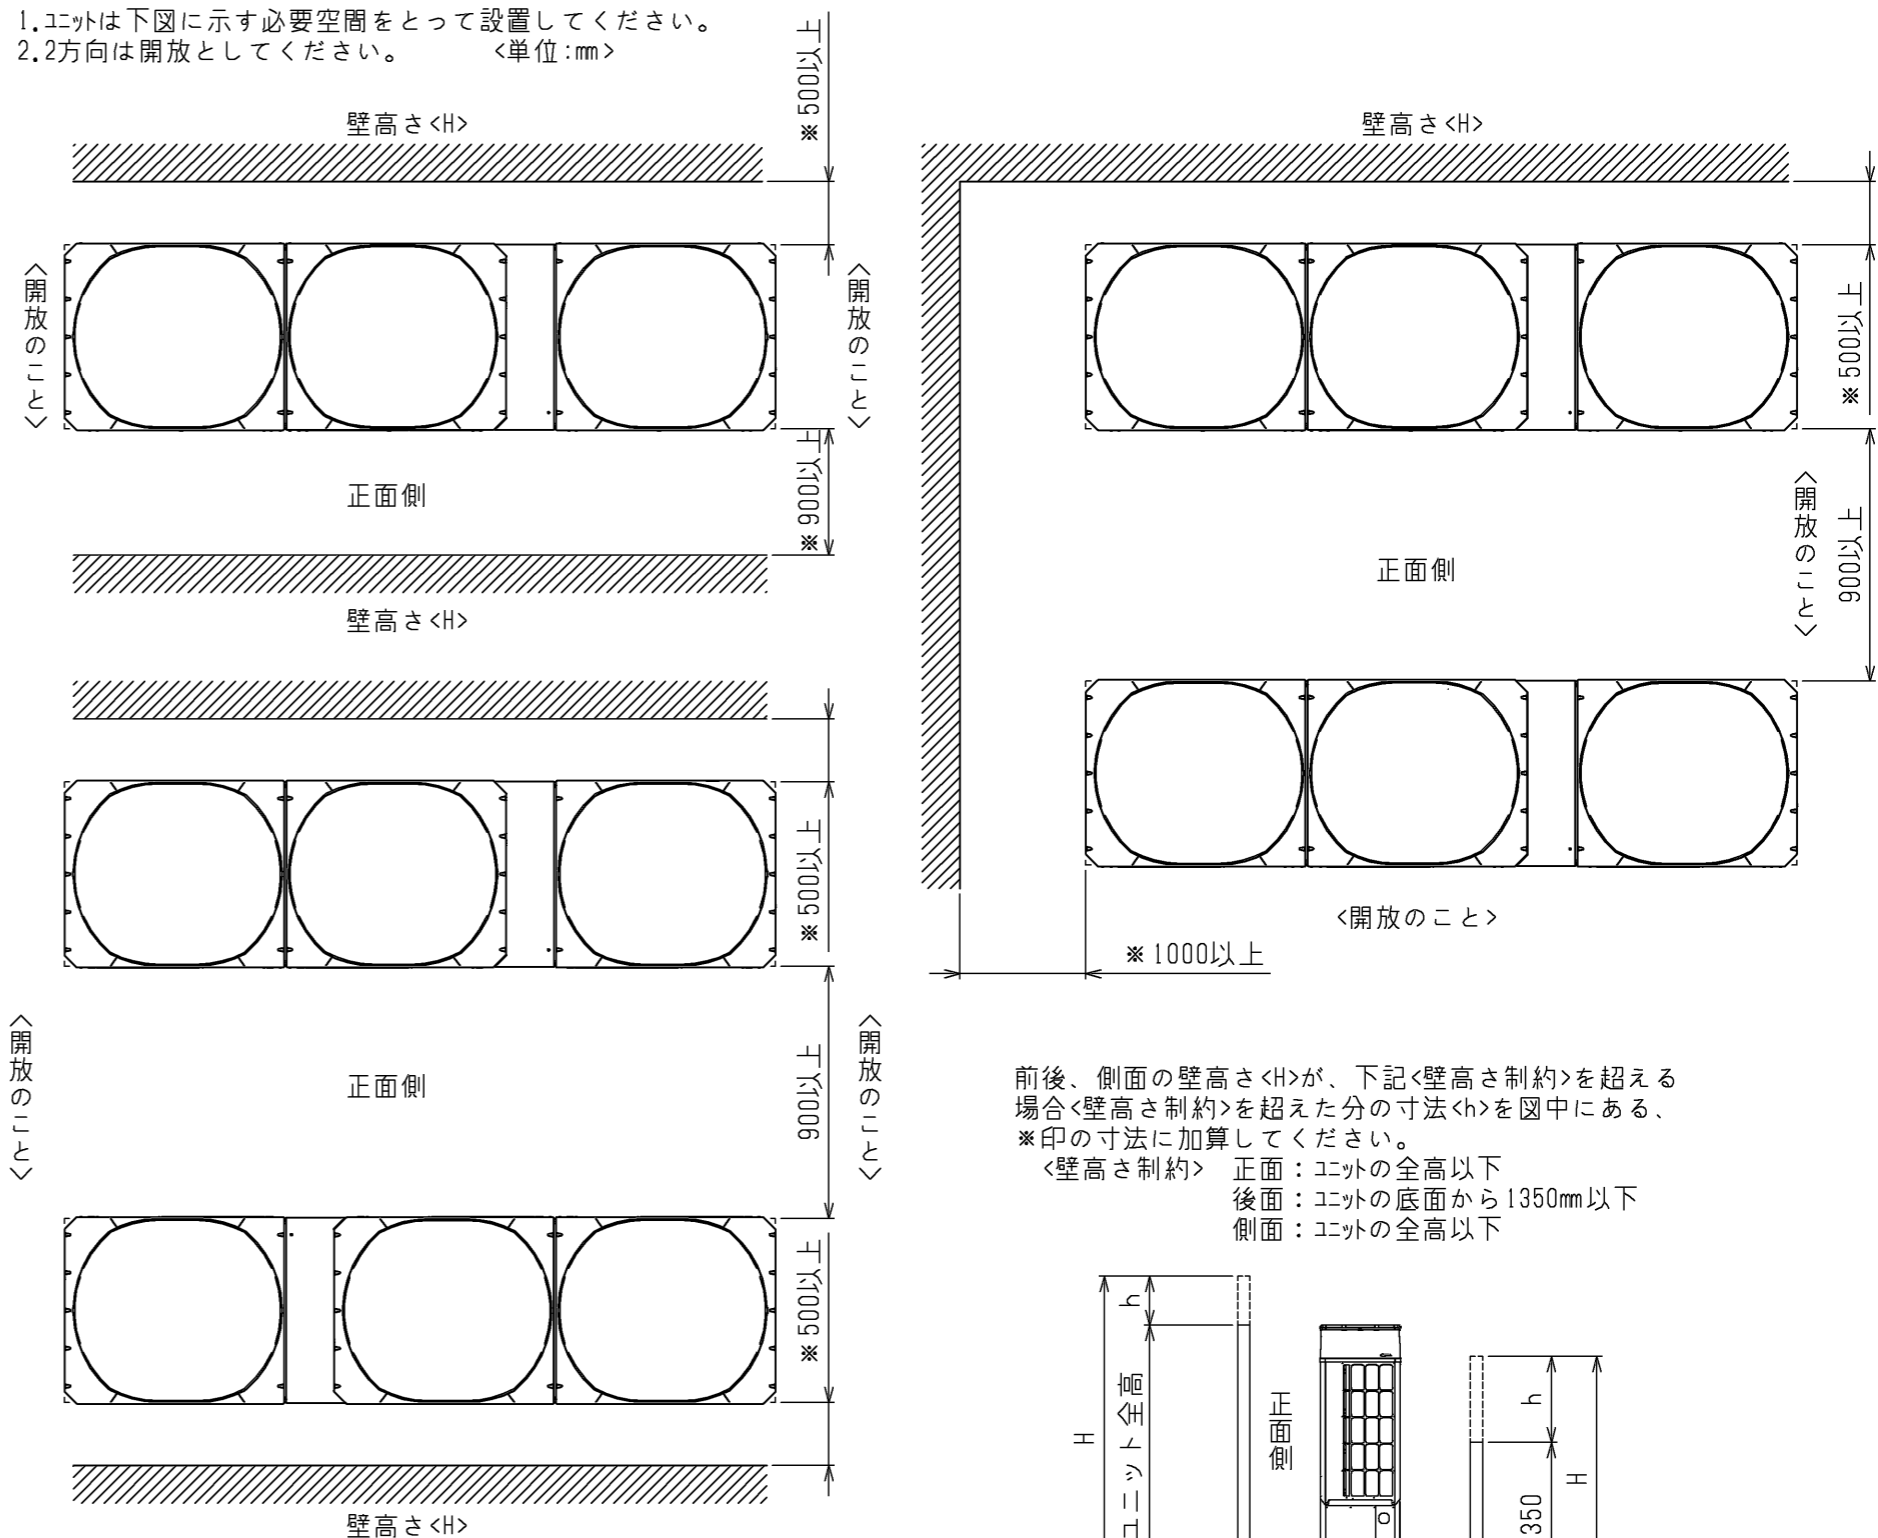 1.ﾕﾆｯﾄは下図に示す必要空間をとって設置してください。
2.2方向は開放としてください。 <単位:㎜>
壁高さ<H>
※500以上
<開放のこと>
<開放のこと>
正面側
※900以上
壁高さ<H>
※500以上
<開放のこと>
正面側
900以上
<開放のこと>
※500以上
壁高さ<H>
壁高さ<H>
※500以上
正面側
<開放のこと>
900以上
<開放のこと>
※1000以上
前後、側面の壁高さ<H>が、下記<壁高さ制約>を超える
場合<壁高さ制約>を超えた分の寸法<h>を図中にある、
※印の寸法に加算してください。
<壁高さ制約> 正面：ﾕﾆｯﾄの全高以下
後面：ﾕﾆｯﾄの底面から1350㎜以下
側面：ﾕﾆｯﾄの全高以下
H
h
ユニット全高
正面側
h
H
350